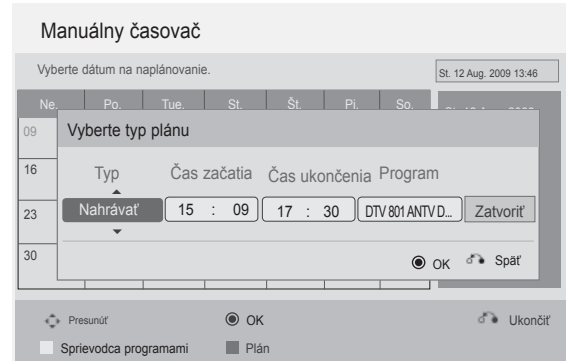 Manuálny časovač
Vyberte dátum na naplánovanie.
St. 12 Aug. 2009 13:46
Ne. Po. Tue. St. Št. Pi. So.
09
Vyberte typ plánu
16
Typ Čas začatia Čas ukončenia Program
23
Nahrávať 15 : 09 17 : 30 DTV 801 ANTV D... Zatvoriť
30
OK Späť
Presunúť OK Ukončiť
Sprievodca programami Plán